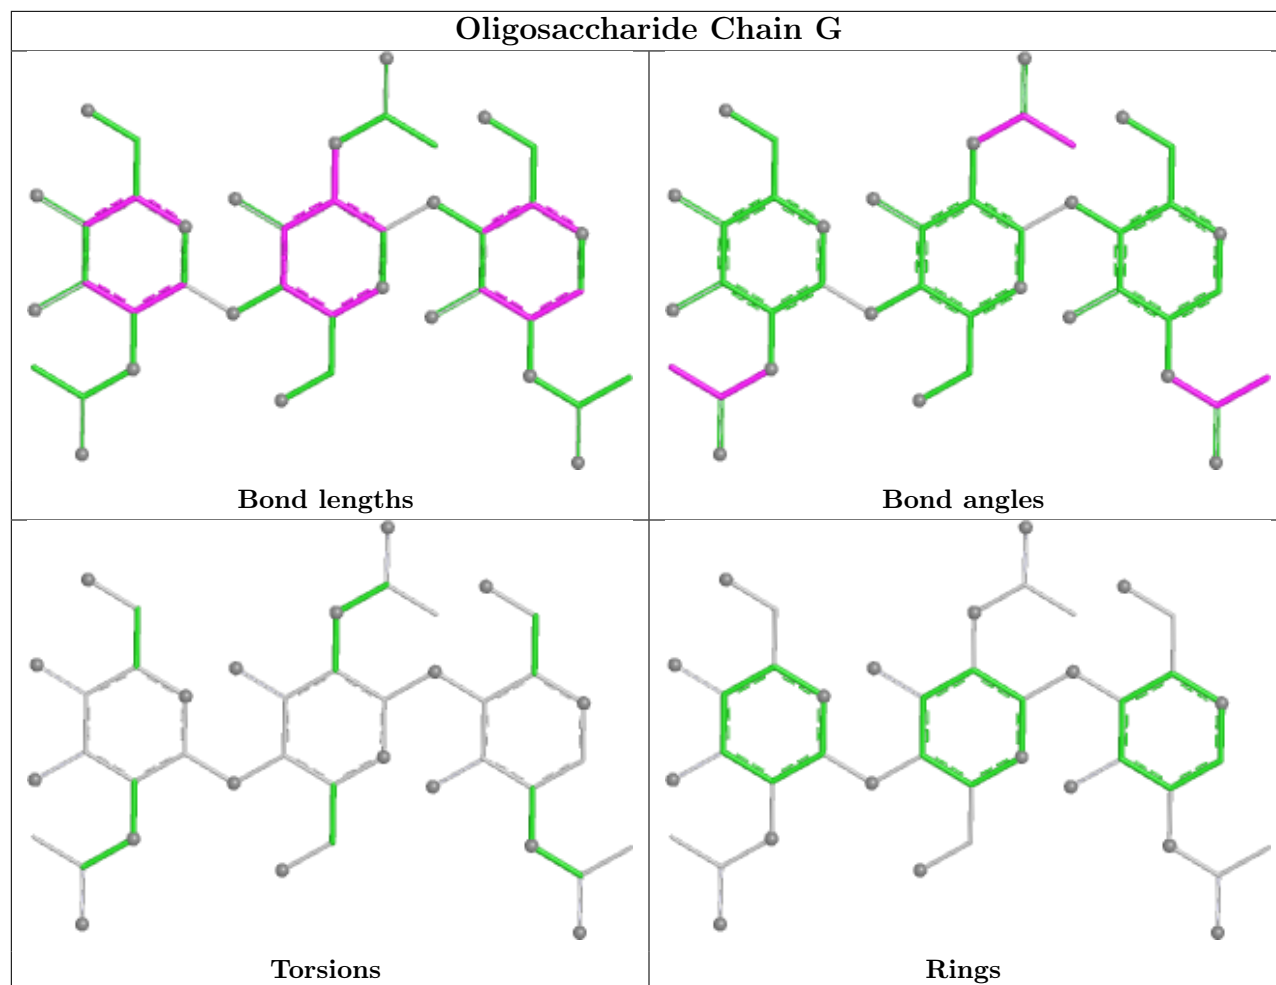 Oligosaccharide Chain G
Bond lengths
Bond angles
Torsions
Rings